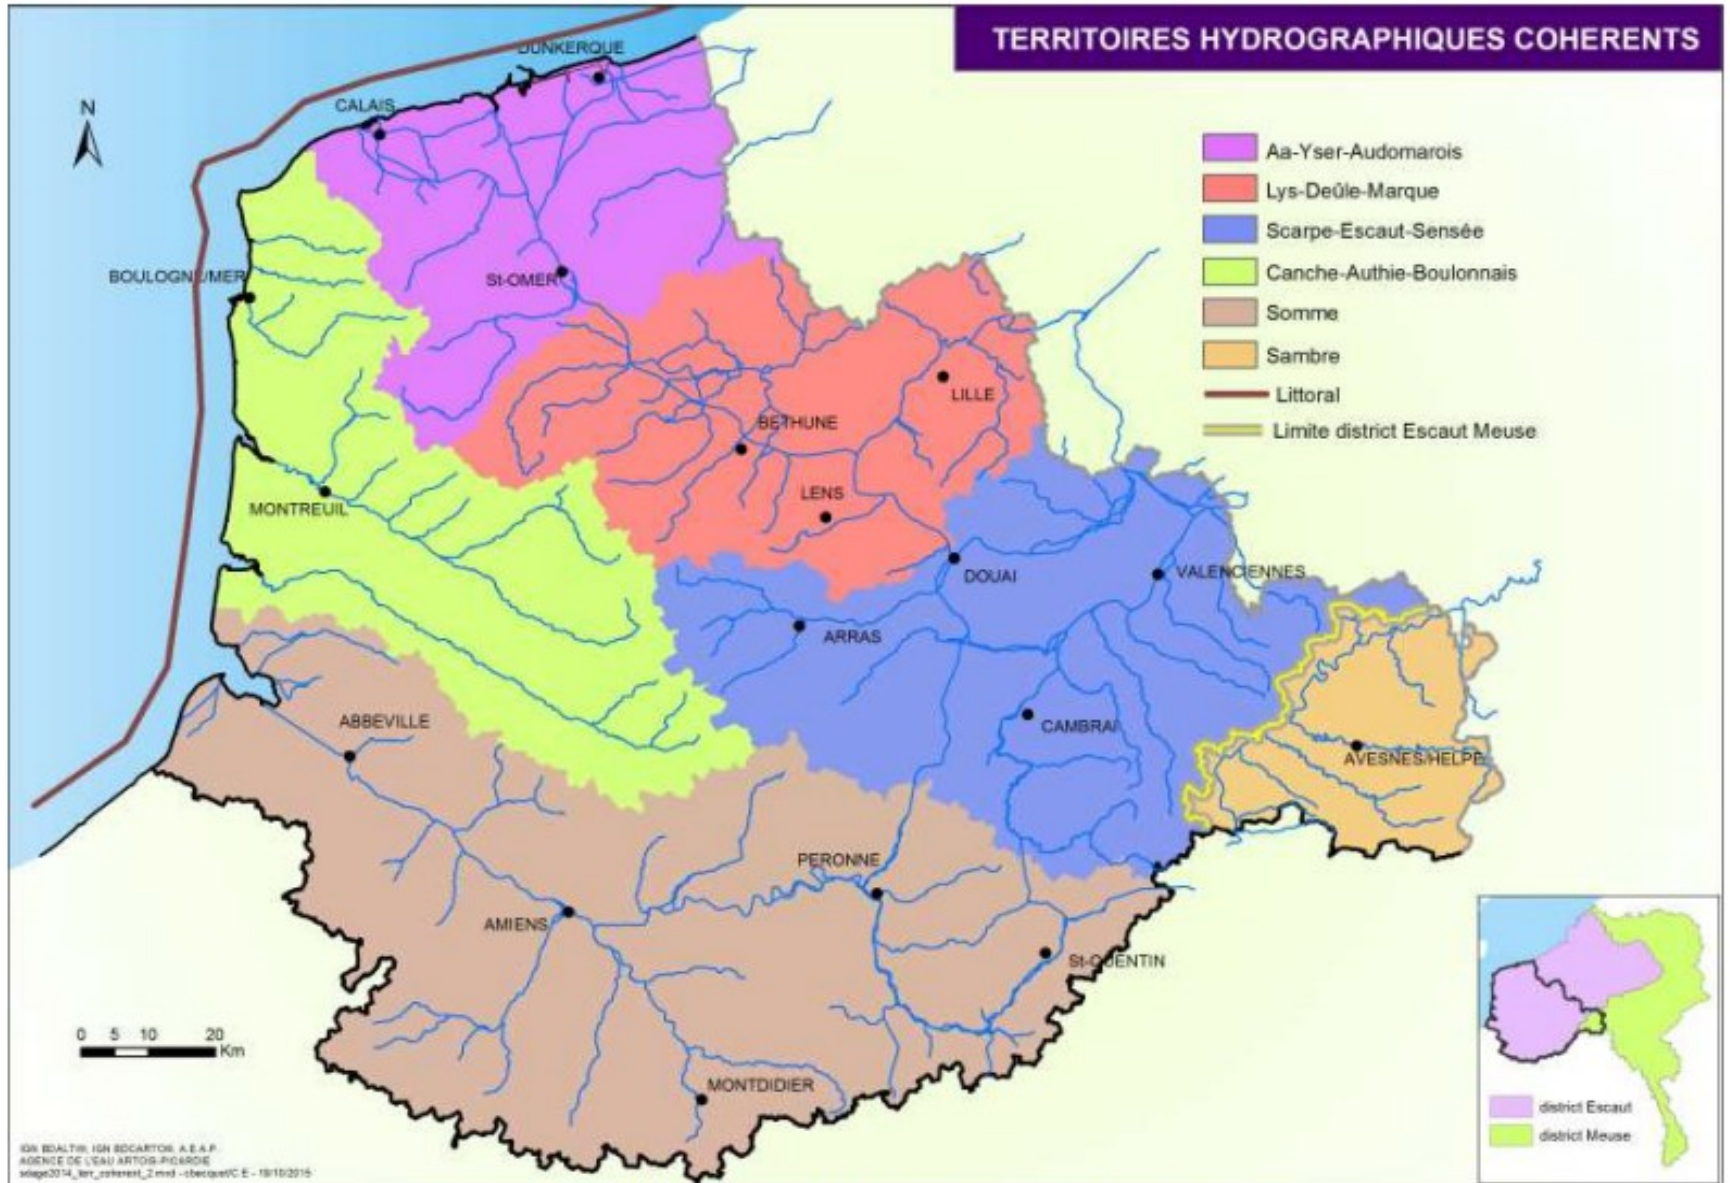 TERRITOIRES HYDROGRAPHIQUES COHERENTS
DUNKERQUE
CALAIS
N
Aa-Yser-Audomarois
Lys-Deûle-Marque
Scarpe-Escaut-Sensée
Canche-Authie-Boulonnais
Somme
Sambre
Littoral
Limite district Escaut Meuse
BOULOGNE/MER
St-OMER
LILLE
BETHUNE
LENS
MONTREUIL
DOUAI
VALENCIENNES
ARRAS
ABBEVILLE
CAMBRAI
AVESNES/HELPE
PERONNE
AMIENS
St-QUENTIN
0 5 10 20
Km
MONTDIDIER
district Escaut
district Meuse
AGENCE DE L'EAU ARTOIS-PICARDIE